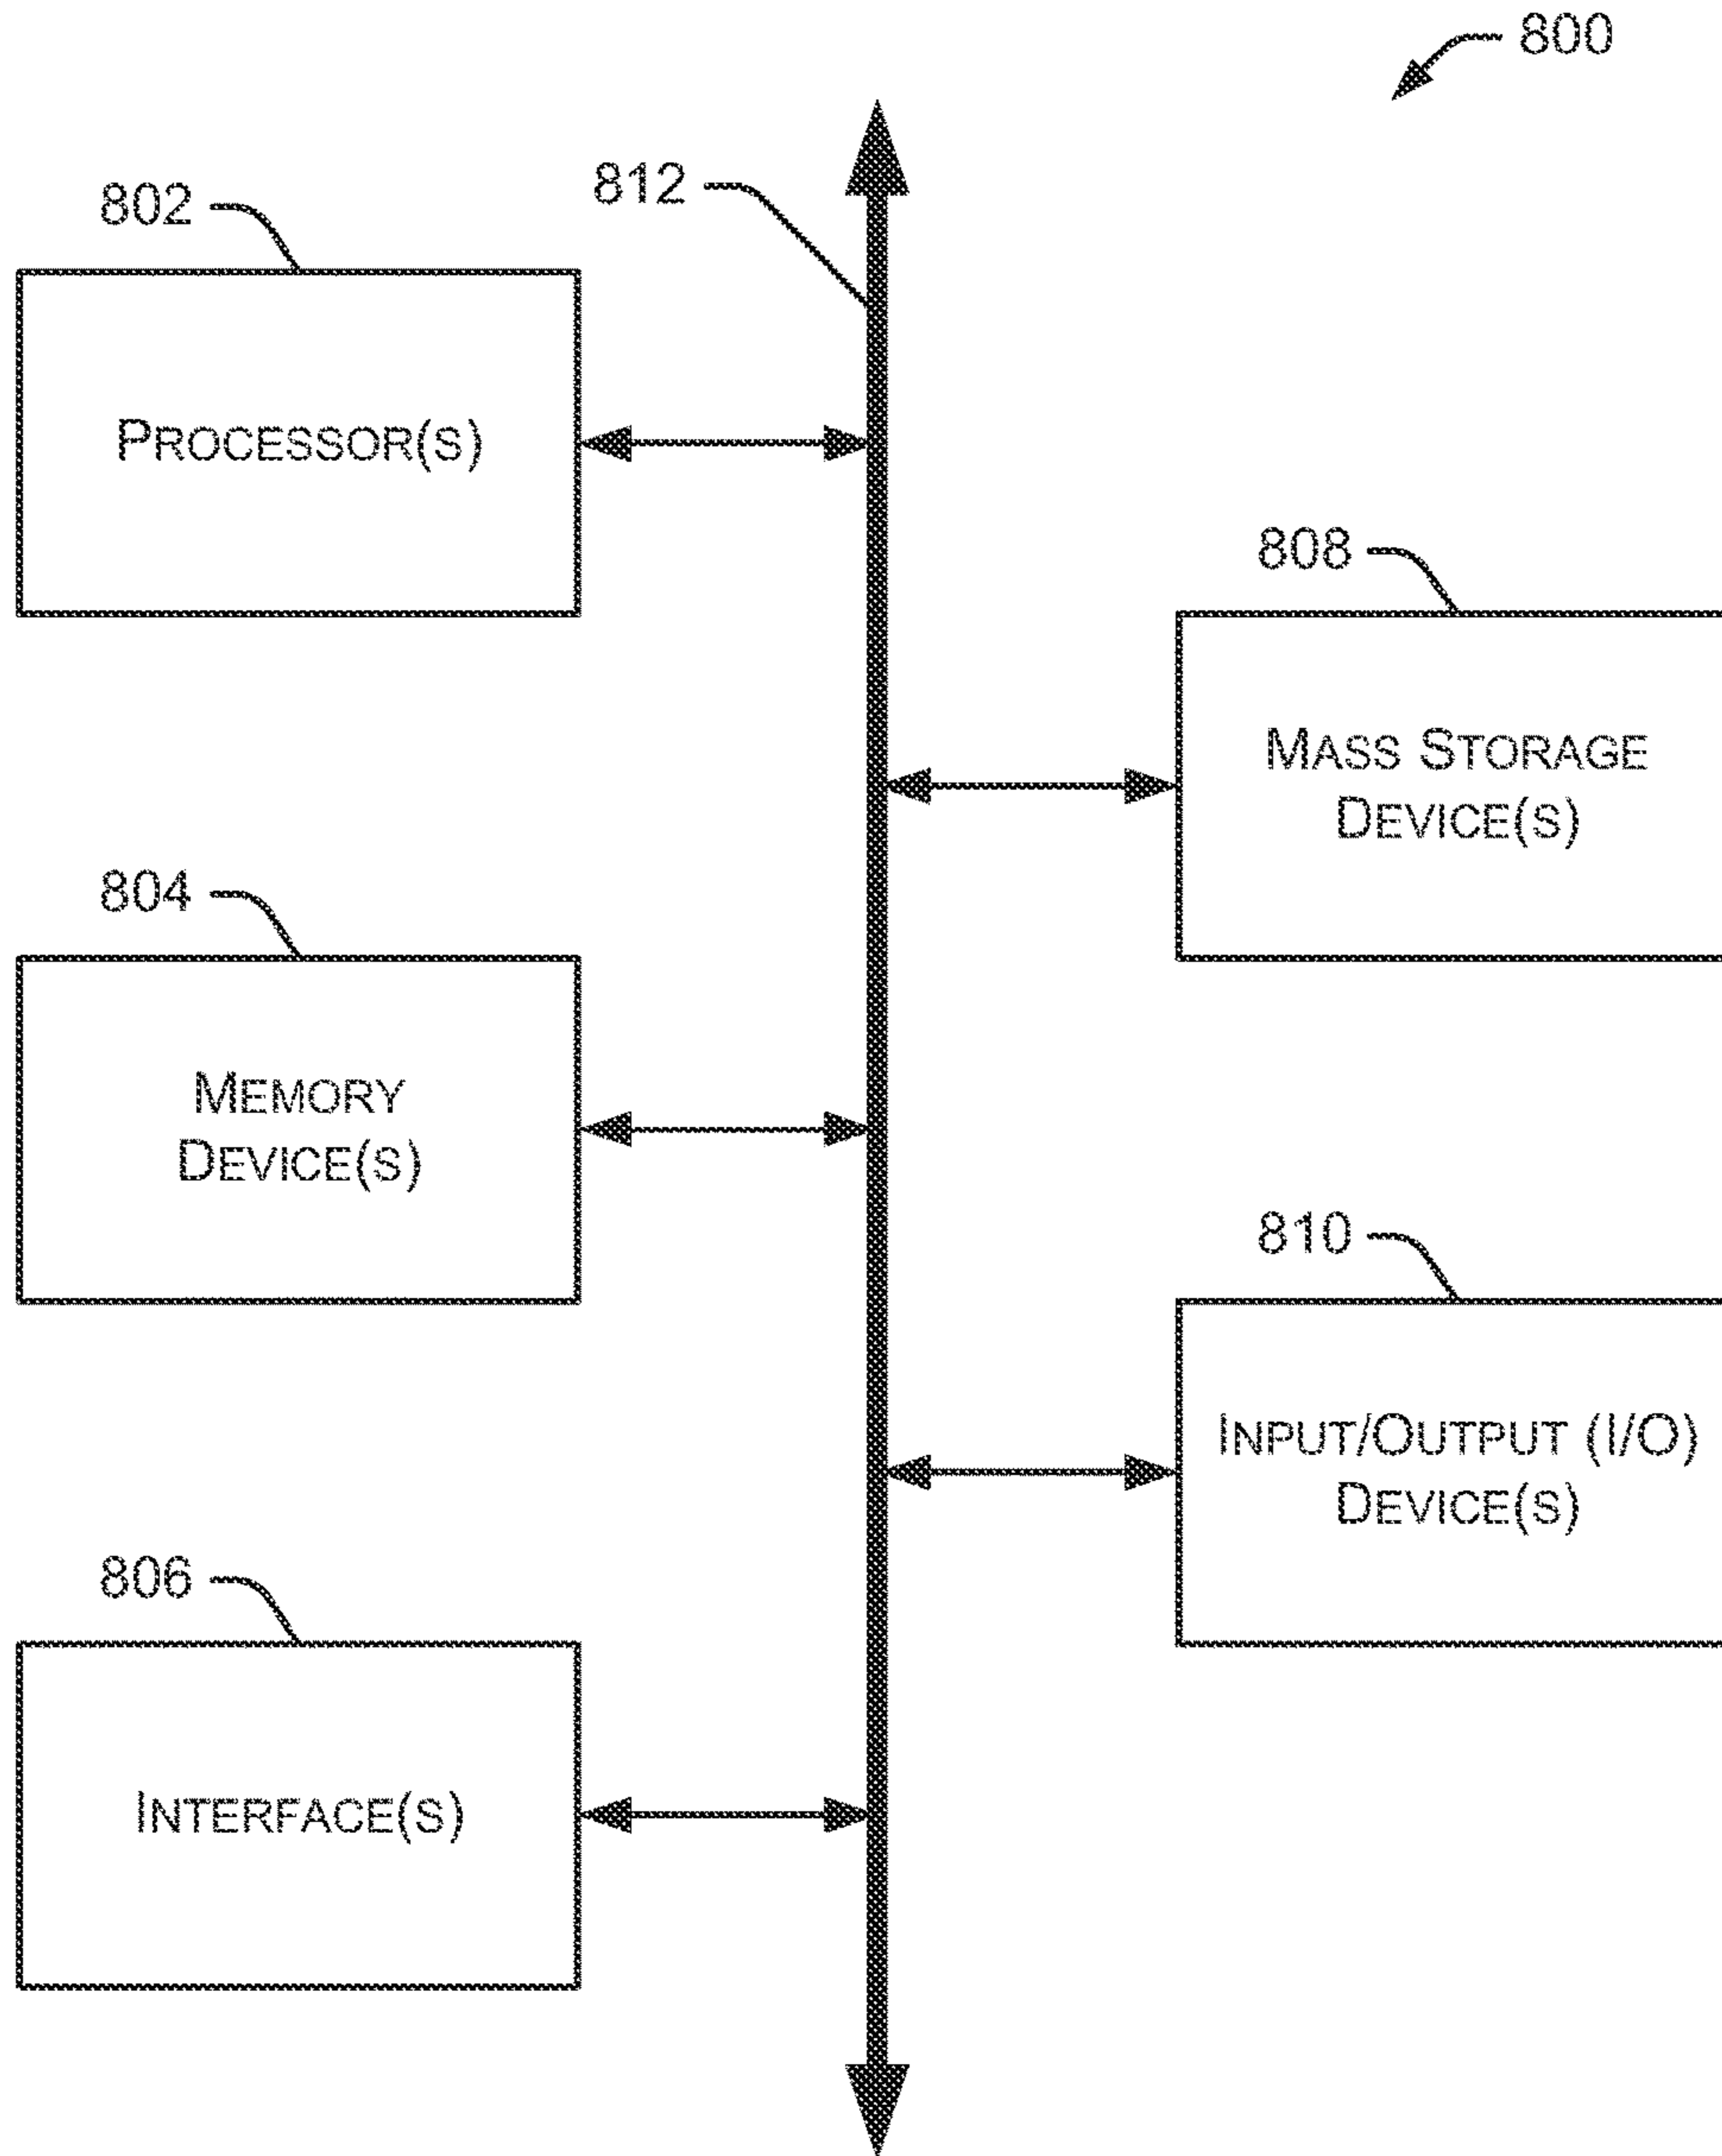 800
812
802
PROCESSOR(S)
808
MASS STORAGE
DEVICE(S)
804
MEMORY
DEVICE(S)
810
INPUT/OUTPUT (I/O)
DEVICE(S)
806
INTERFACE(S)